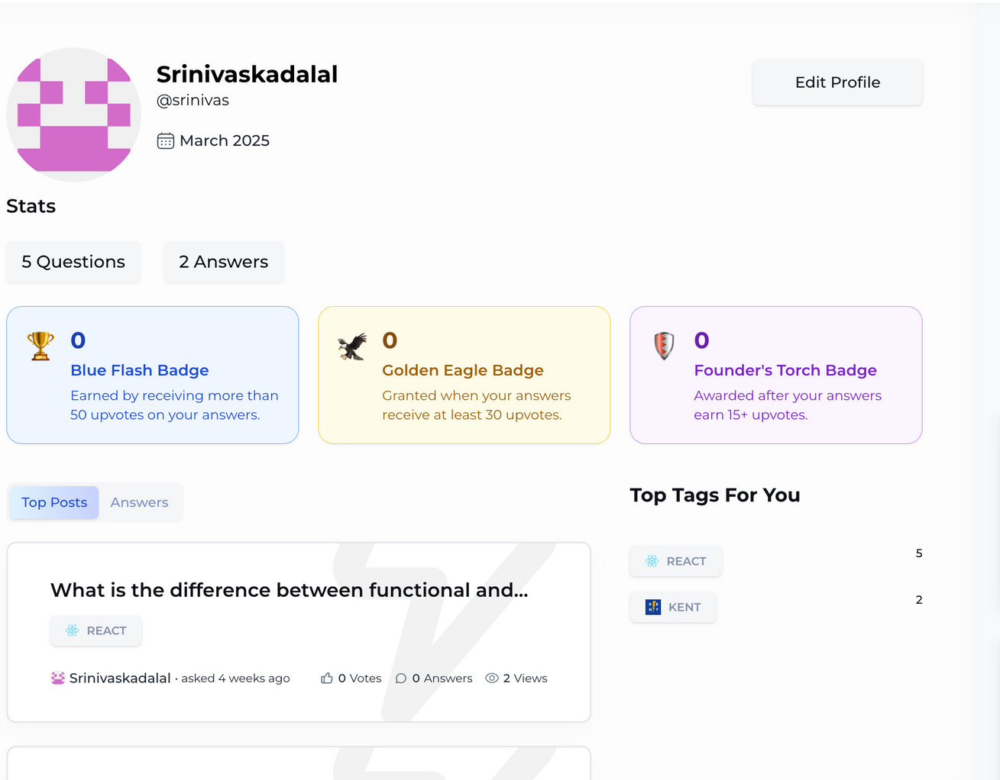 Srinivaskadalal
@srinivas
March 2025
Edit Profile
Stats
5 Questions
2 Answers
0
Blue Flash Badge
Earned by receiving more than
50 upvotes on your answers.
0
Golden Eagle Badge
Granted when your answers
receive at least 30 upvotes.
0
Founder's Torch Badge
Awarded after your answers
earn 15+ upvotes.
Top Posts
Answers
What is the difference between functional and...
REACT
Srinivaskadalal · asked 4 weeks ago
0 Votes
0 Answers
2 Views
Top Tags For You
REACT
5
KENT
2